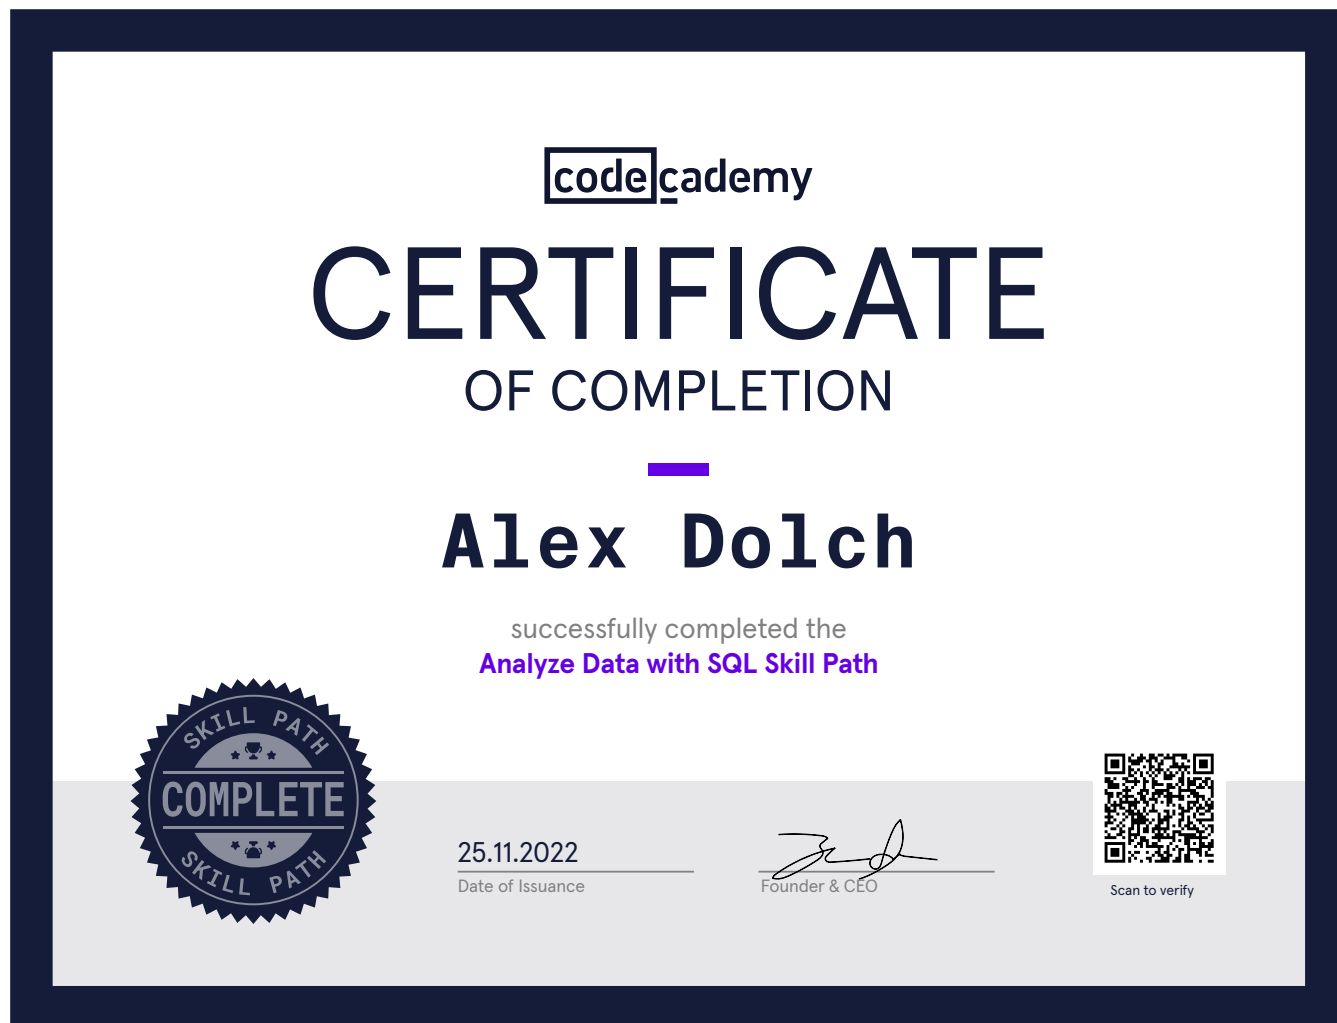 codecademy
CERTIFICATE
OF COMPLETION
Alex Dolch
successfully completed the
Analyze Data with SQL Skill Path
SKILL PATH
COMPLETE
SKILL PATH
25.11.2022
Date of Issuance
Founder & CEO
Scan to verify